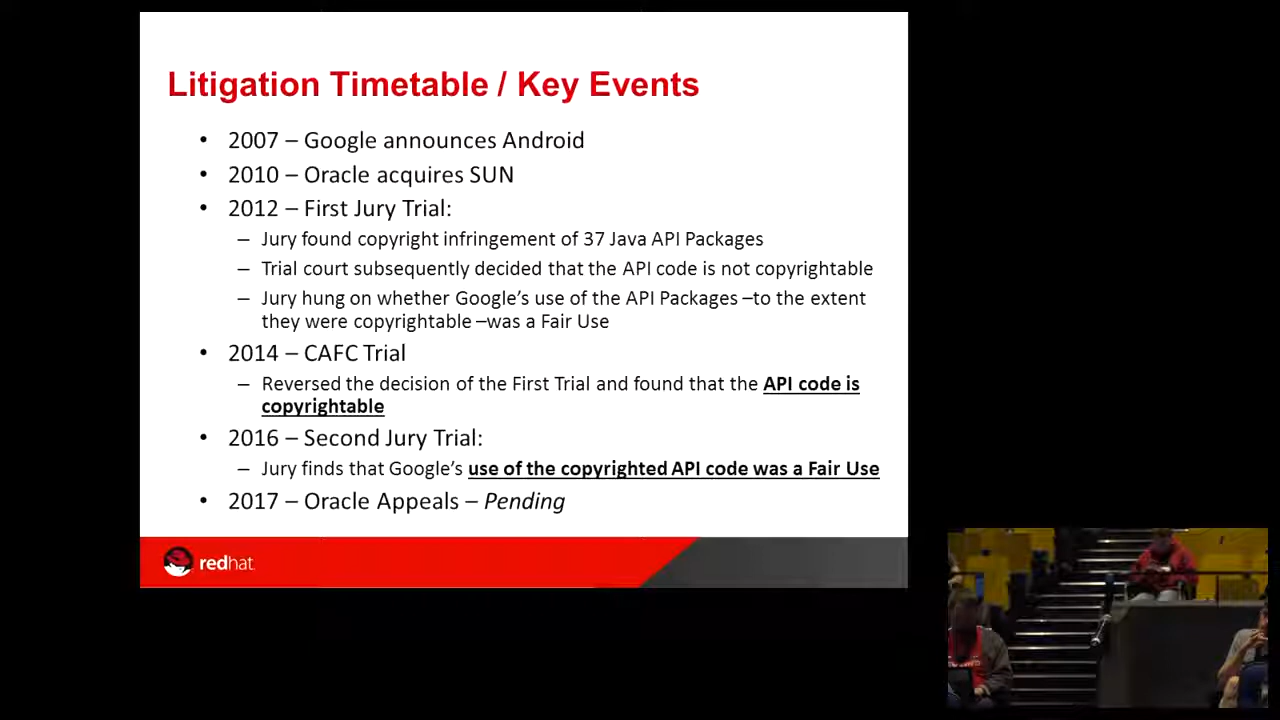 Litigation Timetable / Key Events
• 2007 – Google announces Android
• 2010 – Oracle acquires SUN
• 2012 – First Jury Trial:
– Jury found copyright infringement of 37 Java API Packages
– Trial court subsequently decided that the API code is not copyrightable
– Jury hung on whether Google's use of the API Packages –to the extent
they were copyrightable –was a Fair Use
• 2014 – CAFC Trial
– Reversed the decision of the First Trial and found that the API code is
copyrightable
• 2016 – Second Jury Trial:
– Jury finds that Google's use of the copyrighted API code was a Fair Use
• 2017 – Oracle Appeals – Pending
redhat.